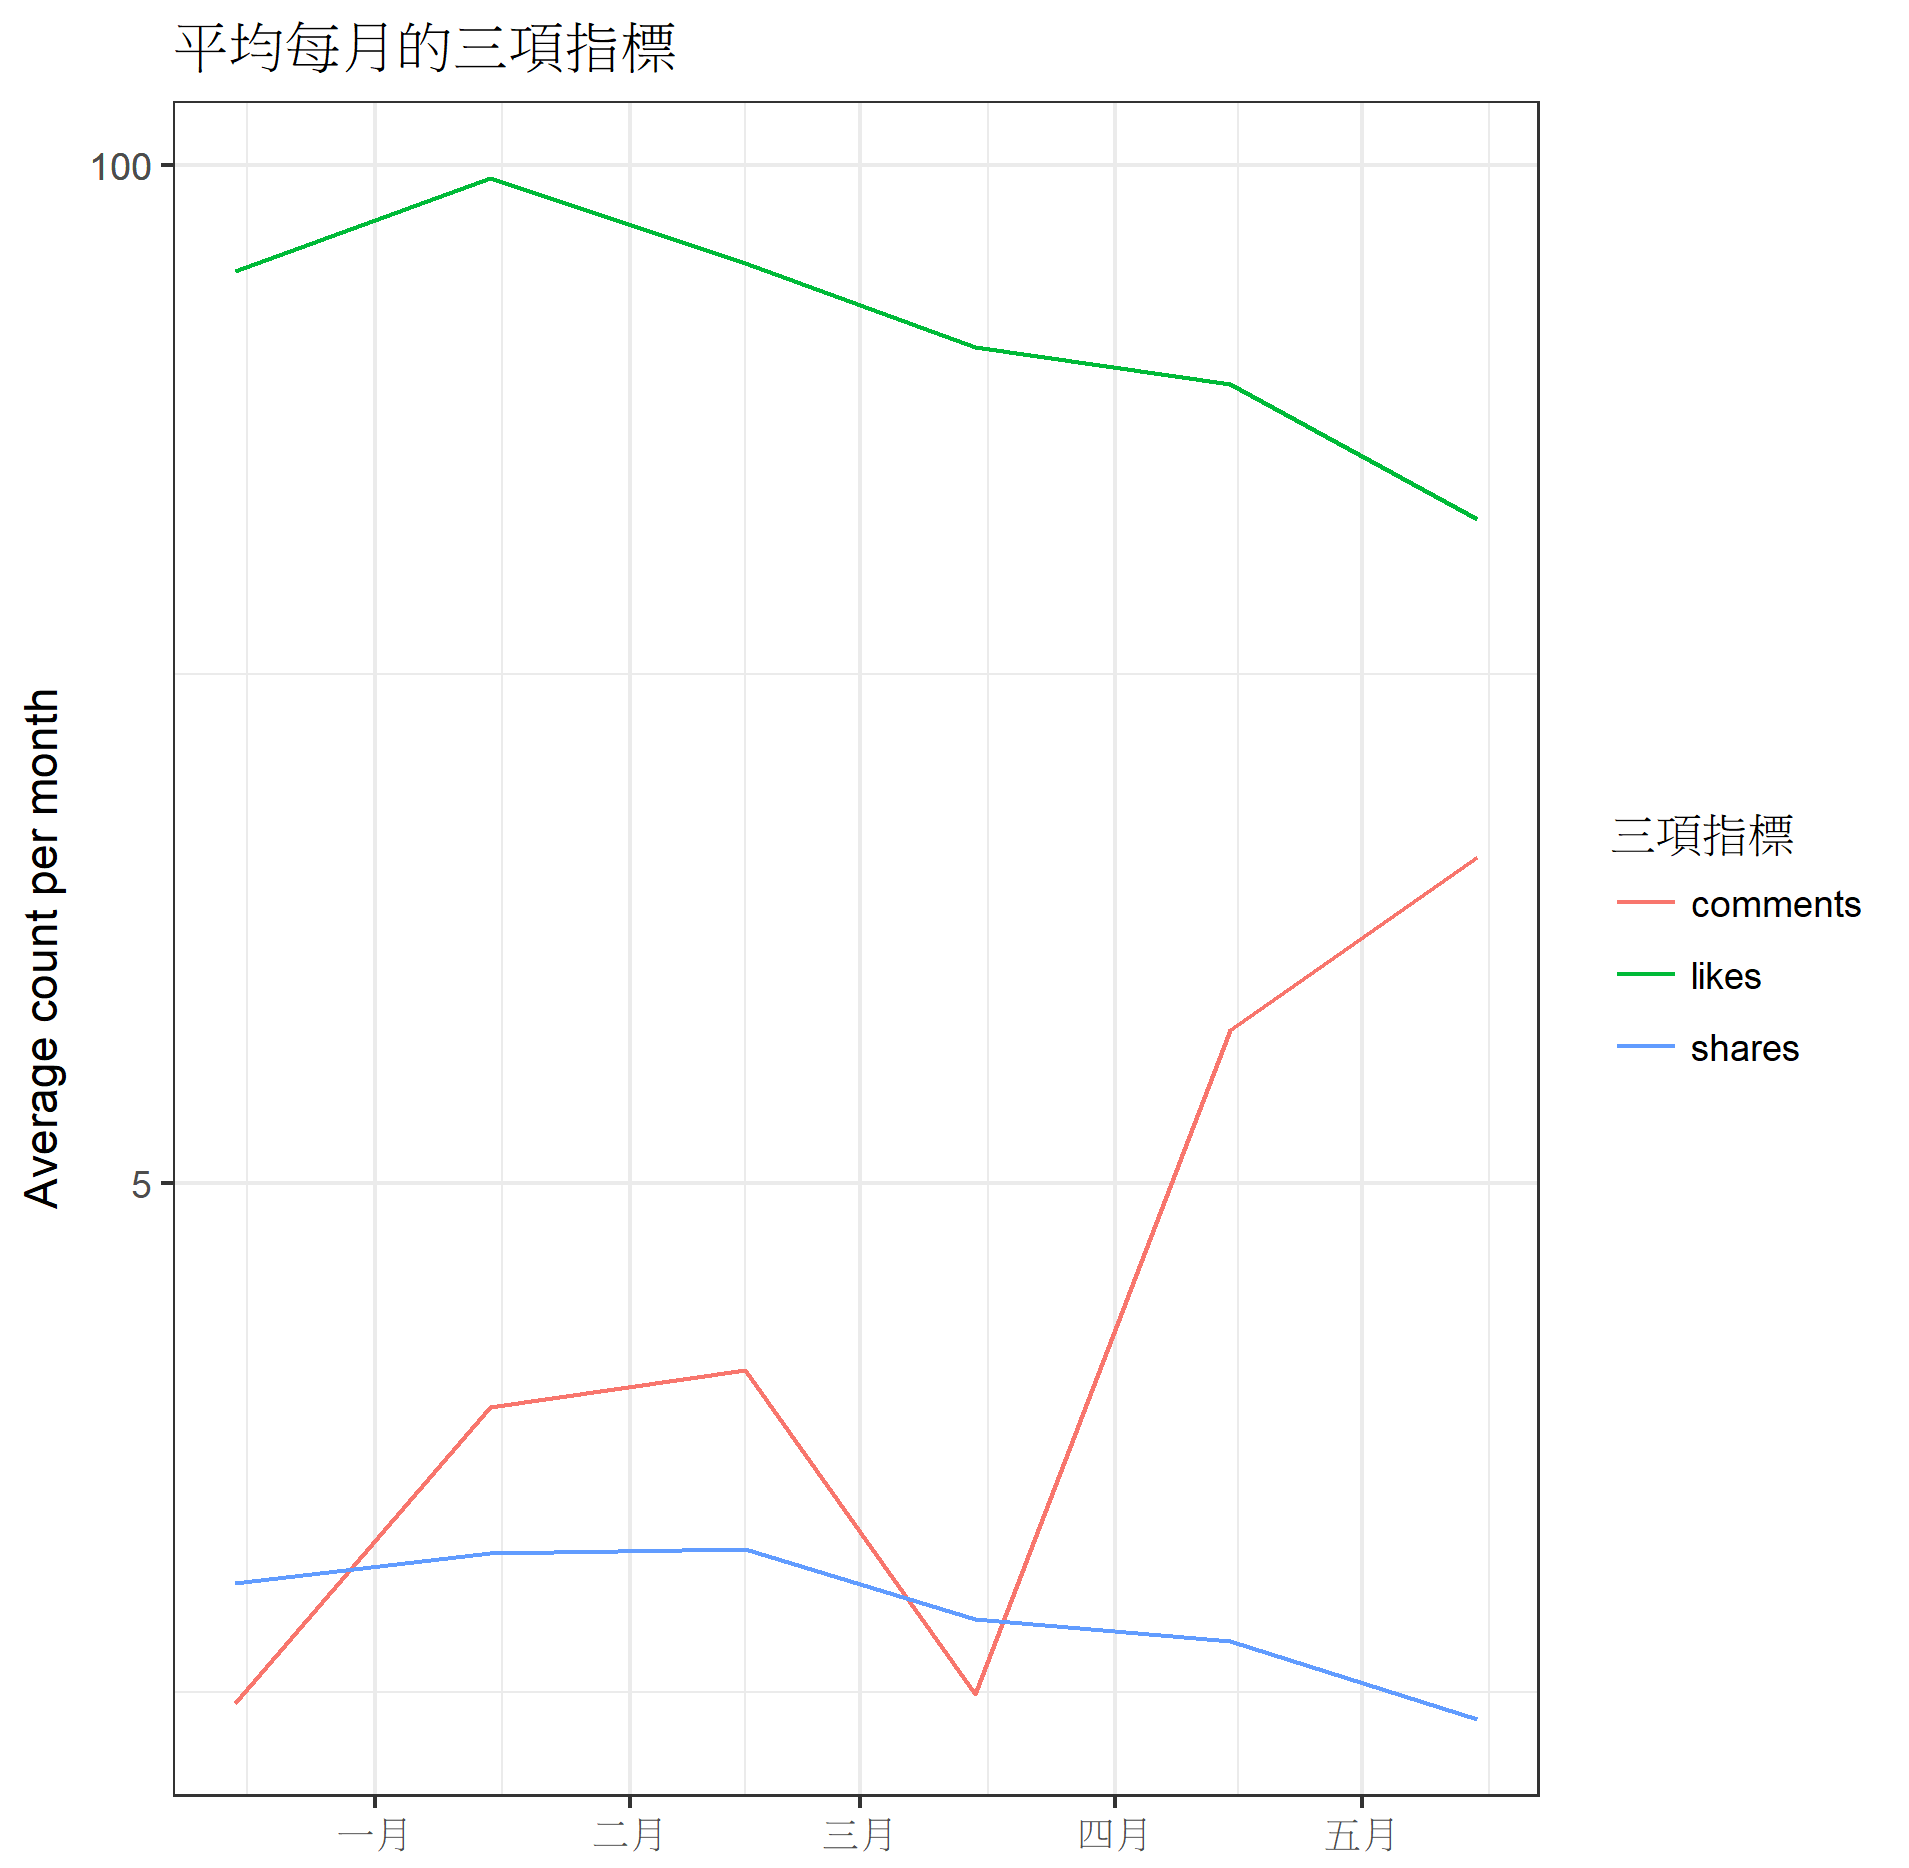 平均每月的三項指標
100
5
Average count per month
一月
二月
三月
四月
五月
三項指標
comments
likes
shares